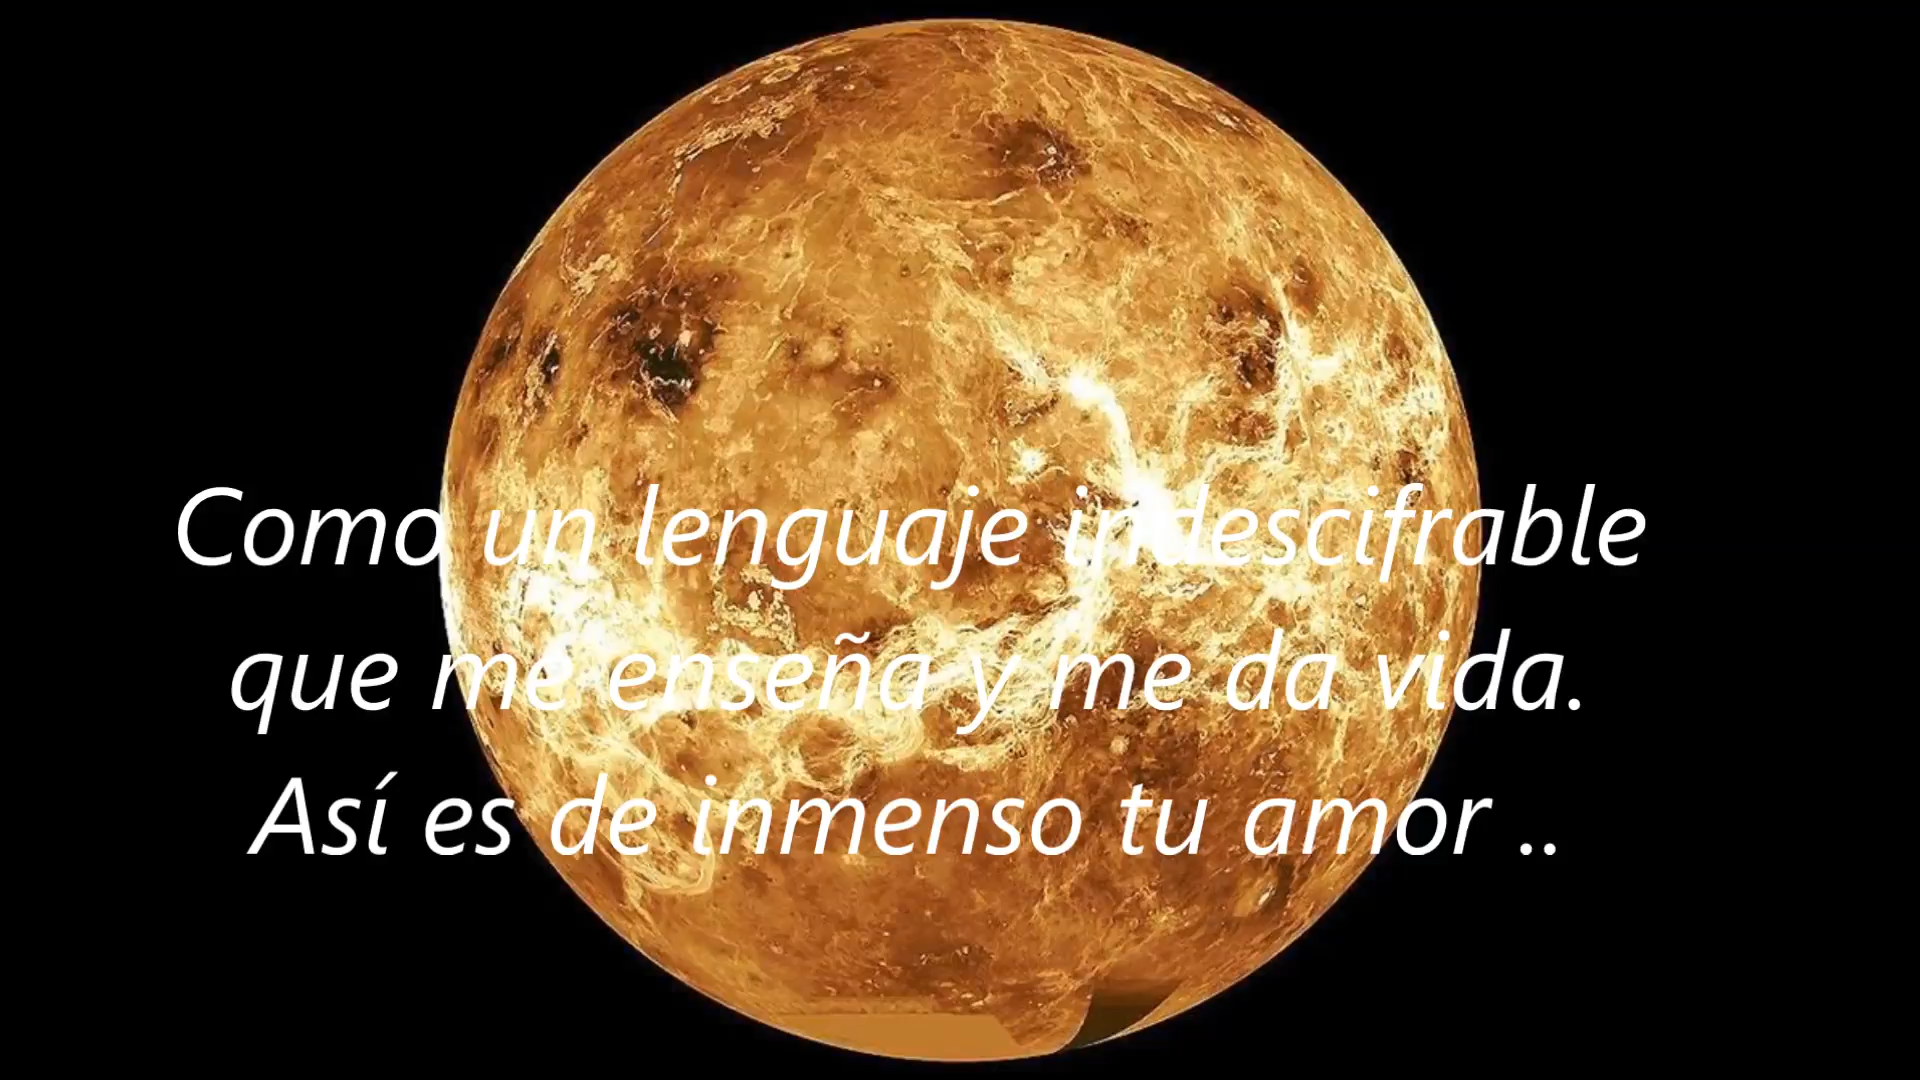 Como un lenguaje indescifrable
que me enseña y me da vida.
Así es de inmenso tu amor ..